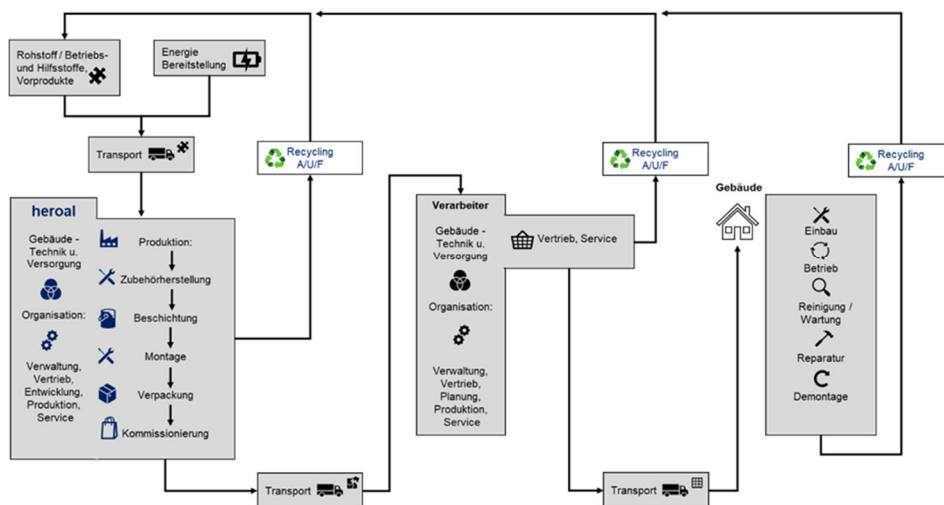 Rohstoff / Betriebs-
und Hilfsstoffe,
Vorprodukte
Energie
Bereitstellung
Transport
Recycling
A/U/F
Recycling
A/U/F
Recycling
A/U/F
heroal
Gebäude -
Technik u.
Versorgung
Organisation:
Verwaltung,
Vertrieb,
Entwicklung,
Produktion,
Service
Produktion:
Zubehörherstellung
Beschichtung
Montage
Verpackung
Kommissionierung
Transport
Verarbeiter
Gebäude -
Technik u.
Versorgung
Organisation:
Verwaltung,
Vertrieb,
Planung,
Produktion,
Service
Vertrieb, Service
Transport
Gebäude
Einbau
Betrieb
Reinigung /
Wartung
Reparatur
Demontage